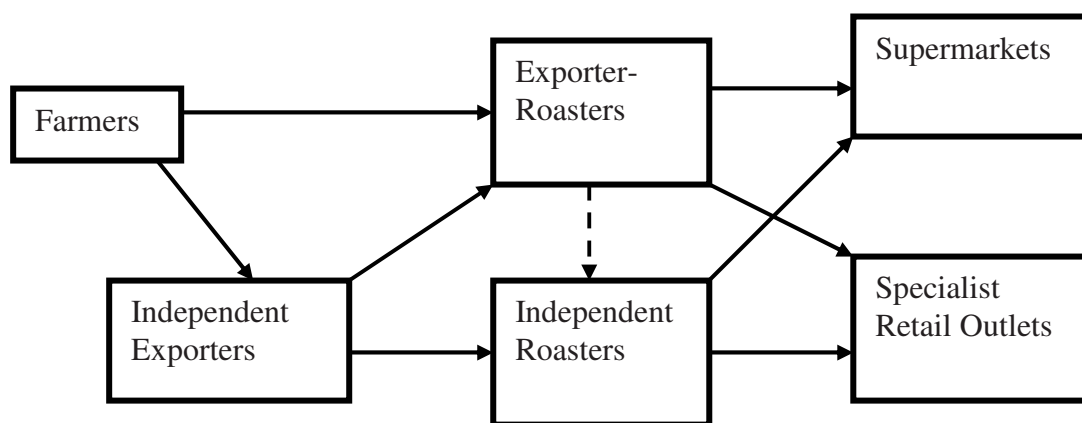 Farmers
Exporter-
Roasters
Supermarkets
Independent
Exporters
Independent
Roasters
Specialist
Retail Outlets